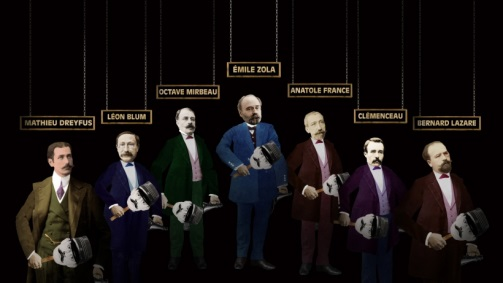 MATHIEU DREYFUS
LÉON BLUM
OCTAVE MIRBEAU
ÉMILE ZOLA
ANATOLE FRANCE
CLÉMENCEAU
BERNARD LAZARE